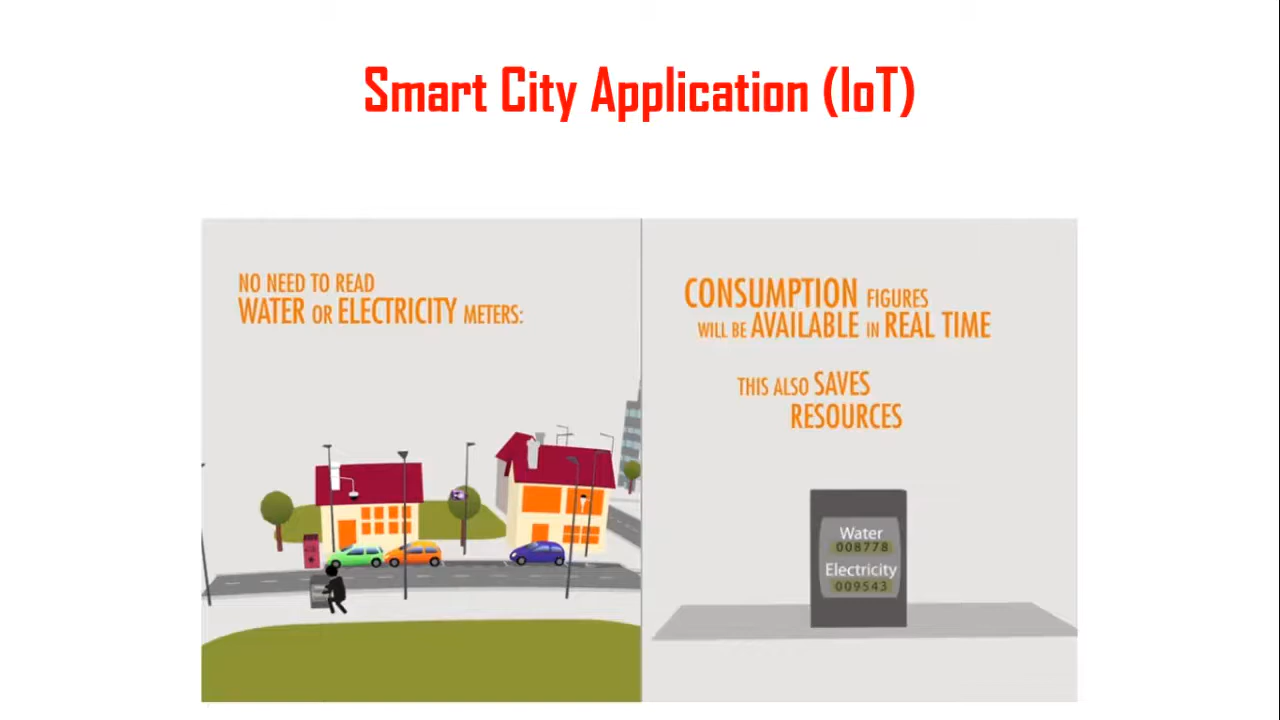 Smart City Application (IoT)
NO NEED TO READ
WATER OR ELECTRICITY METERS:
CONSUMPTION FIGURES
WILL BE AVAILABLE IN REAL TIME
THIS ALSO SAVES
RESOURCES
Water
008778
Electricity
009543